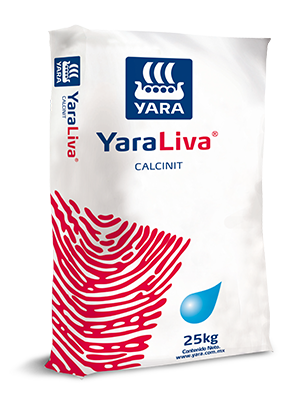 YARA
YaraLiva
CALCINIT
YARA
YaraLiva®
CALCINIT
25kg
Contenido Neto.
www.yara.com.mx